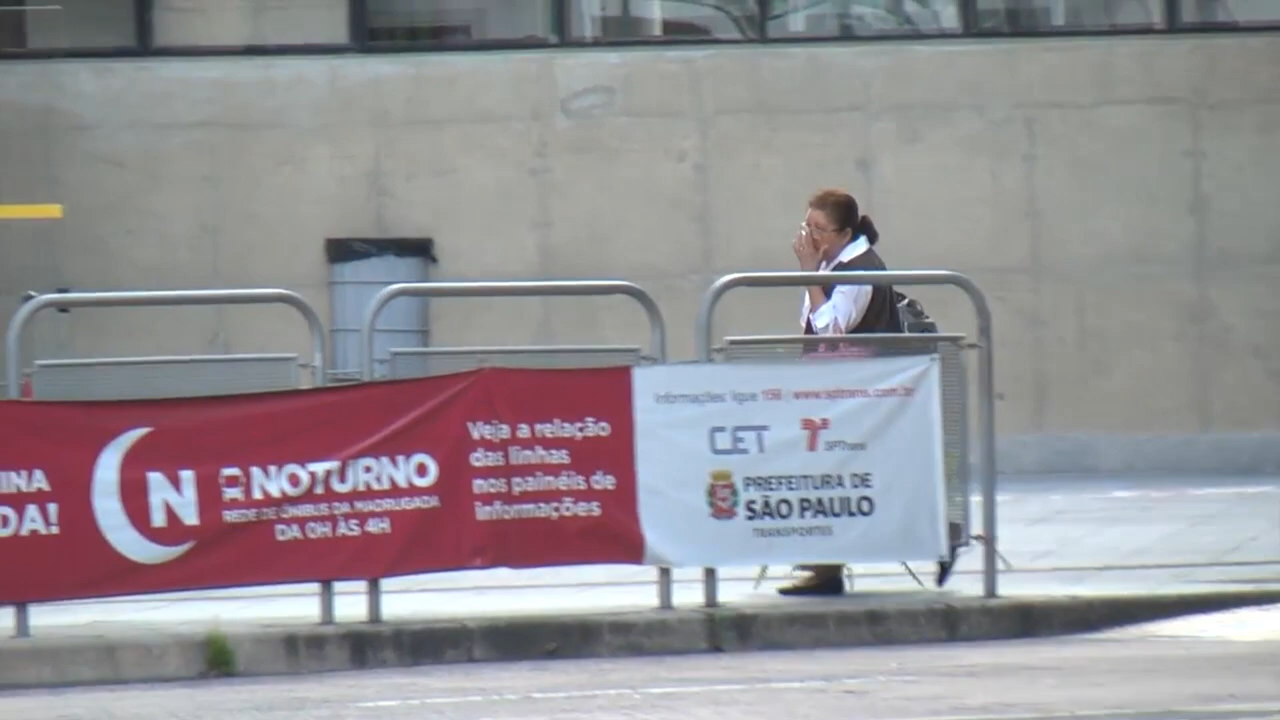 INA
DA!
N
NOTURNO
REDE DE ÔNIBUS DA MADRUGADA
DA 0H ÀS 4H
Veja a relação
das linhas
nos painéis de
informações
Informações: ligue 156 / www.sptrans.com.br
CET
SPTrans
PREFEITURA DE
SÃO PAULO
TRANSPORTES